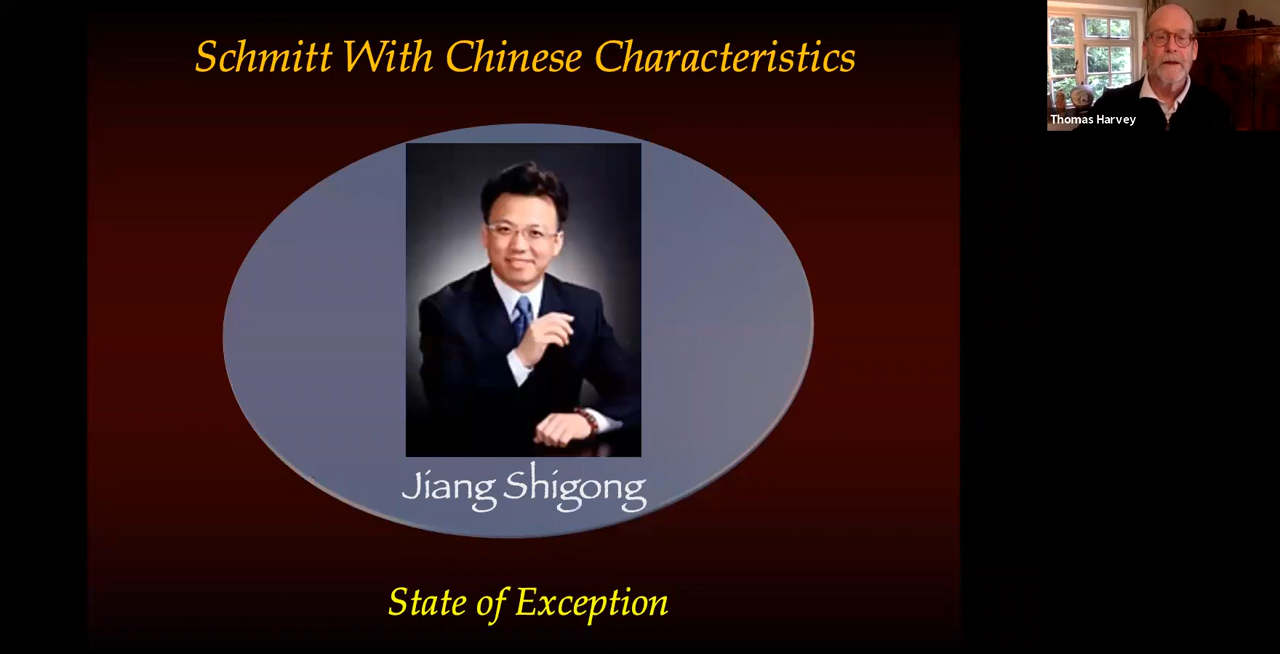 Schmitt With Chinese Characteristics
Thomas Harvey
Jiang Shigong
State of Exception